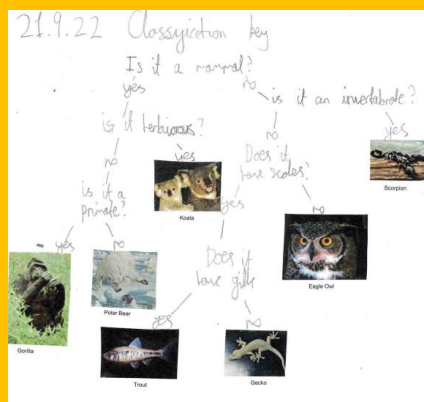 21.9.22 Classyication key
Is it a mammal?
yes
no
is it an invertabrate?
is it herbivorous?
no
yes
no
yes
Does it
have scales?
Scorpion
is it a
primate?
Koala
yes
no
yes
no
Does it
have gills
Eagle Owl
Polar Bear
Gorilla
yes
no
Trout
Gecko